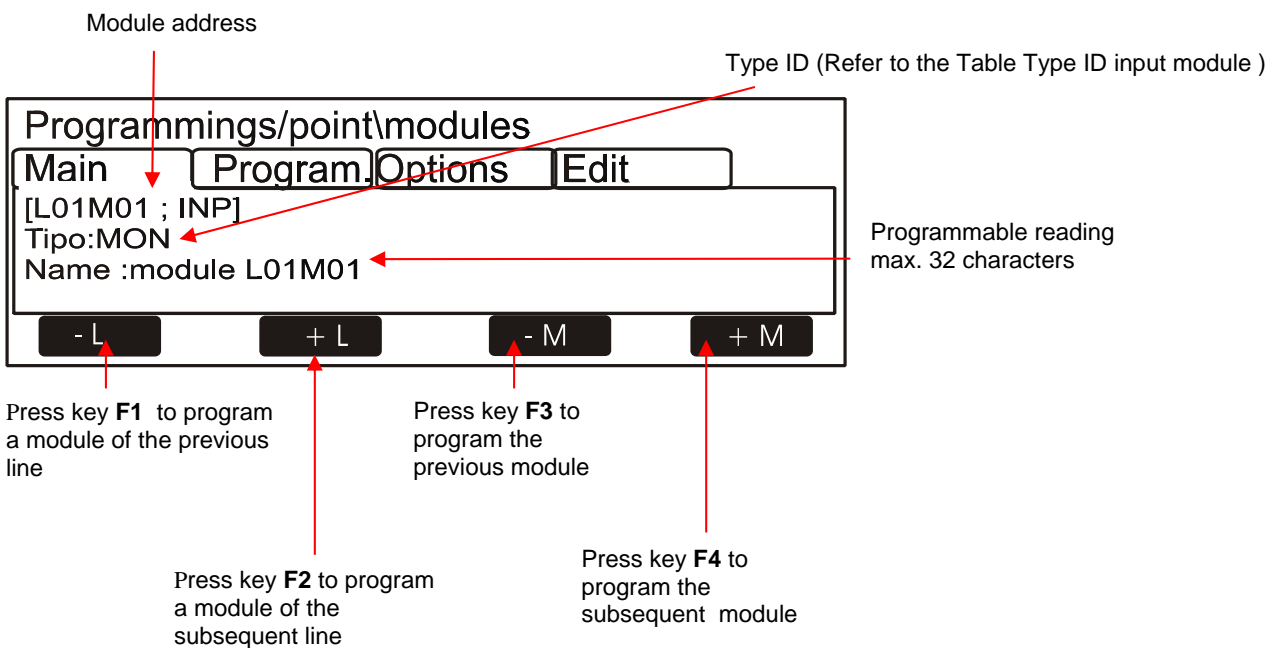 Module address
Type ID (Refer to the Table Type ID input module )
Programmings/point\modules
Main Program. Options Edit
[L01M01 ; INP]
Tipo:MON
Name :module L01M01
Programmable reading
max. 32 characters
- L + L - M + M
Press key F1 to program
a module of the previous
line
Press key F3 to
program the
previous module
Press key F2 to program
a module of the
subsequent line
Press key F4 to
program the
subsequent module